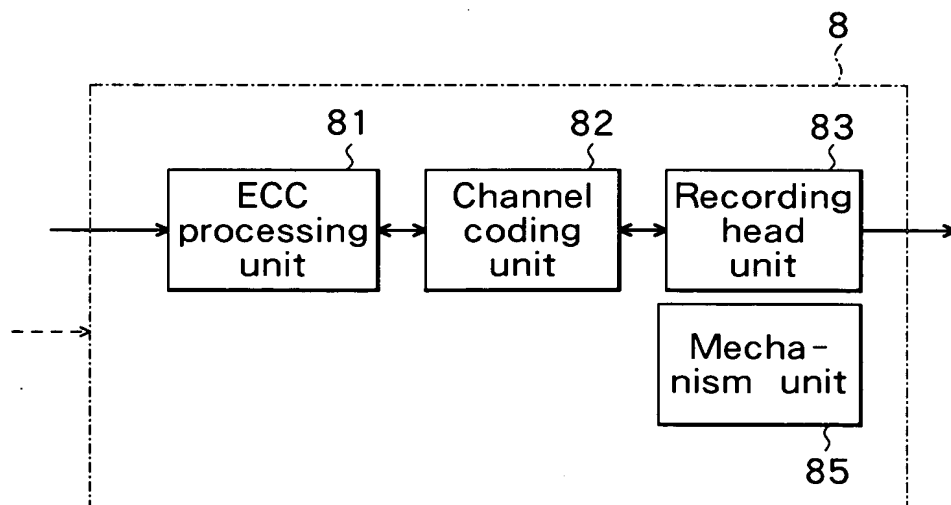 8
81
82
83
ECC
processing
unit
Channel
coding
unit
Recording
head
unit
Mecha-
nism unit
85